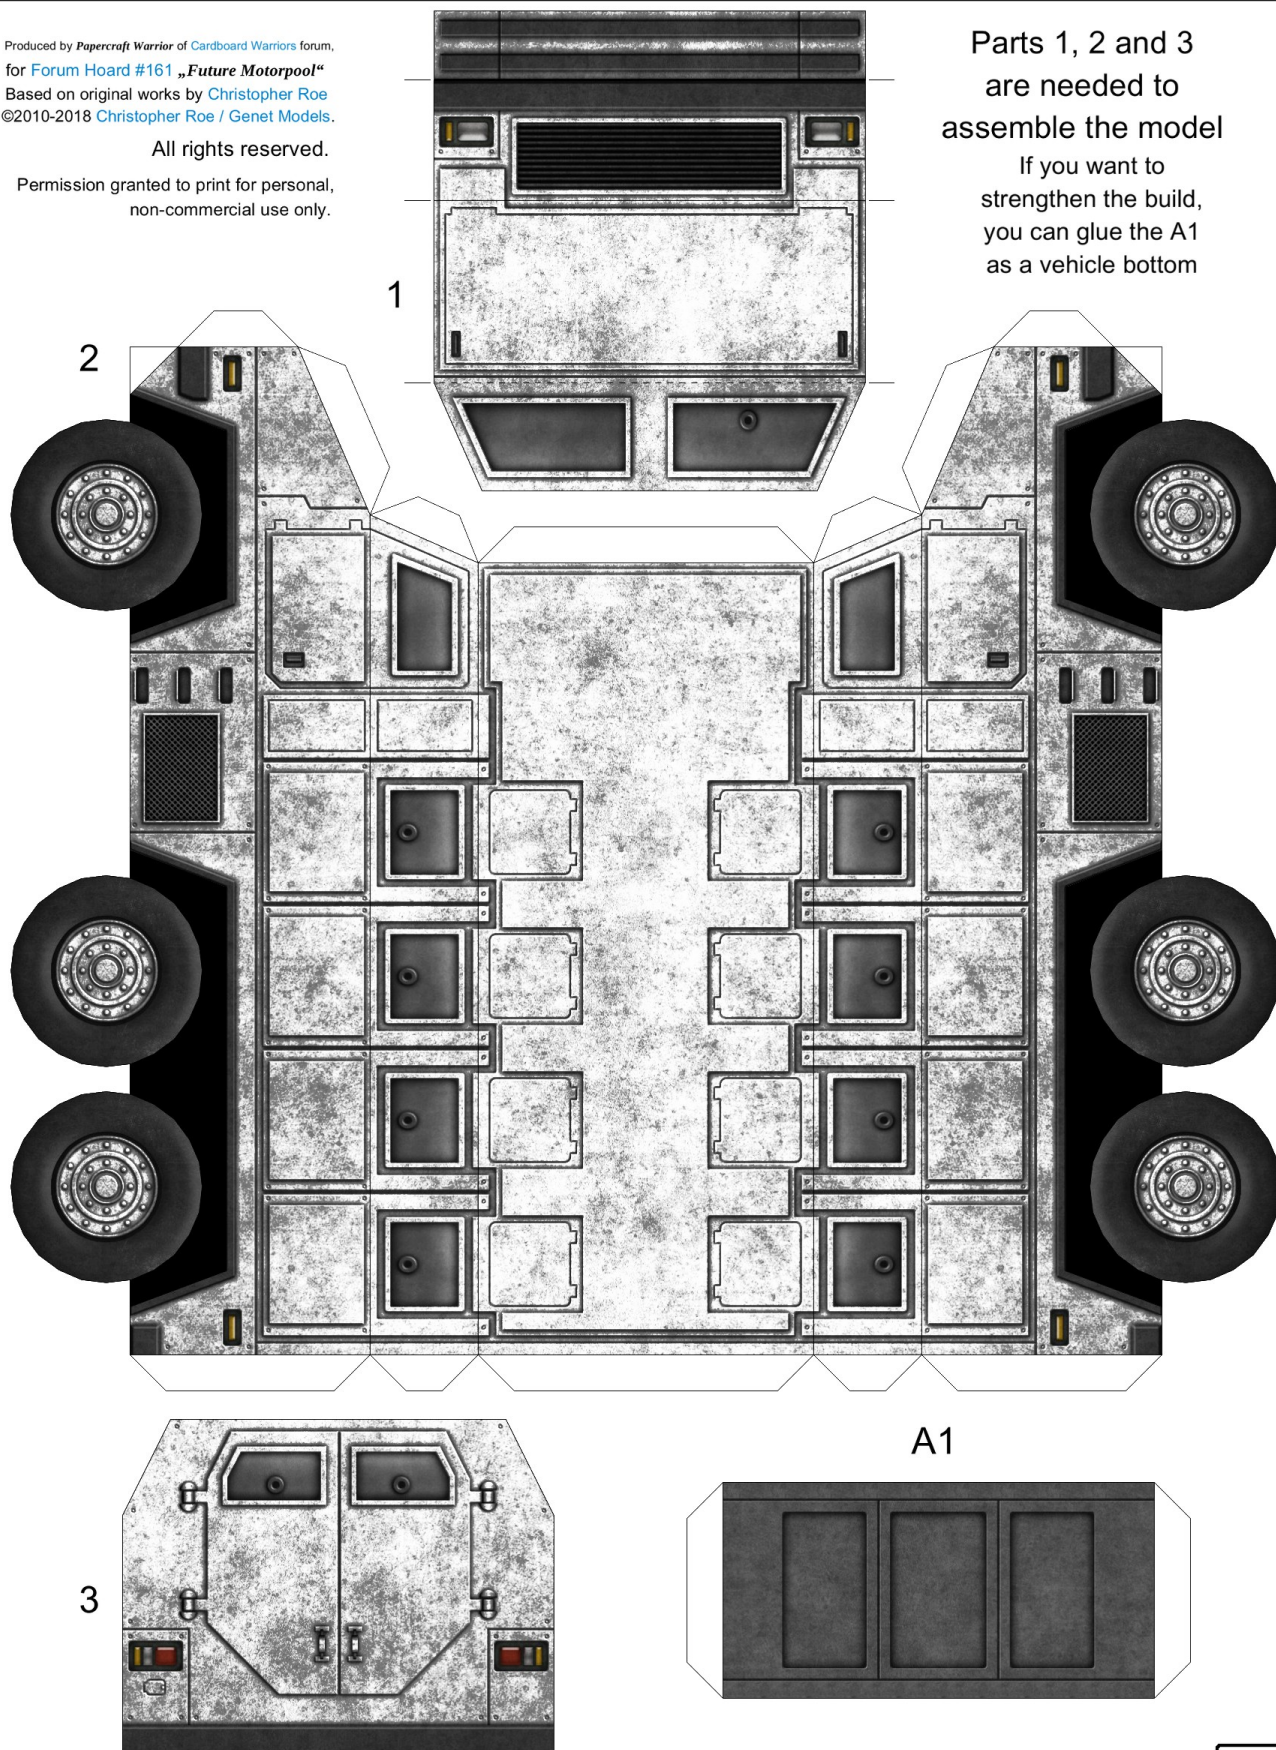 Produced by Papercraft Warrior of Cardboard Warriors forum,
for Forum Hoard #161 „Future Motorpool“
Based on original works by Christopher Roe
©2010-2018 Christopher Roe / Genet Models.
All rights reserved.
Permission granted to print for personal,
non-commercial use only.
Parts 1, 2 and 3
are needed to
assemble the model
If you want to
strengthen the build,
you can glue the A1
as a vehicle bottom
1
2
A1
3